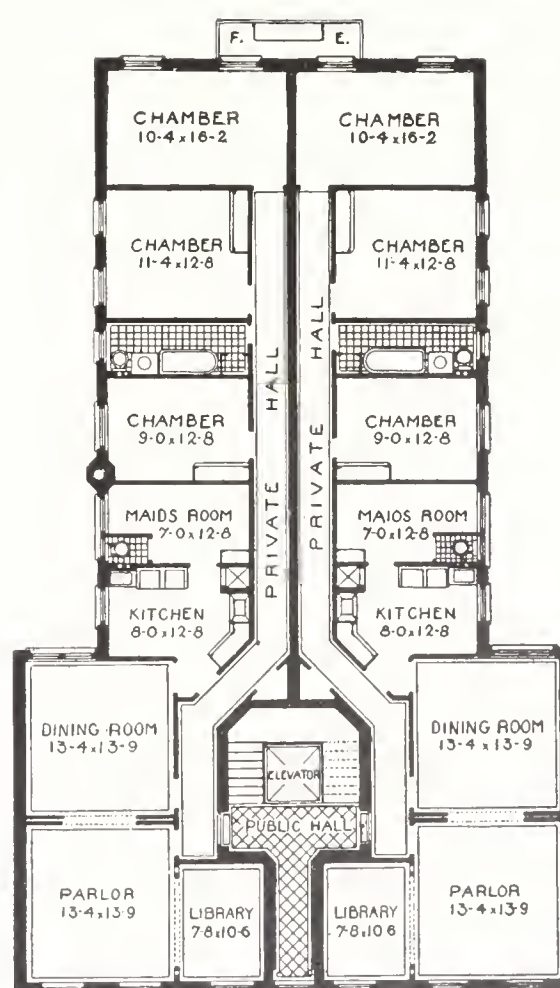 F. E.
CHAMBER
10-4 x 16-2
CHAMBER
10-4 x 16-2
CHAMBER
11-4 x 12-8
CHAMBER
11-4 x 12-8
PRIVATE HALL
PRIVATE HALL
CHAMBER
9-0 x 12-8
CHAMBER
9-0 x 12-8
MAIDS ROOM
7-0 x 12-8
MAIDS ROOM
7-0 x 12-8
KITCHEN
8-0 x 12-8
KITCHEN
8-0 x 12-8
DINING ROOM
13-4 x 13-9
DINING ROOM
13-4 x 13-9
ELEVATOR
PUBLIC HALL
PARLOR
13-4 x 13-9
LIBRARY
7-8 x 10-6
LIBRARY
7-8 x 10 6
PARLOR
13-4 x 13-9